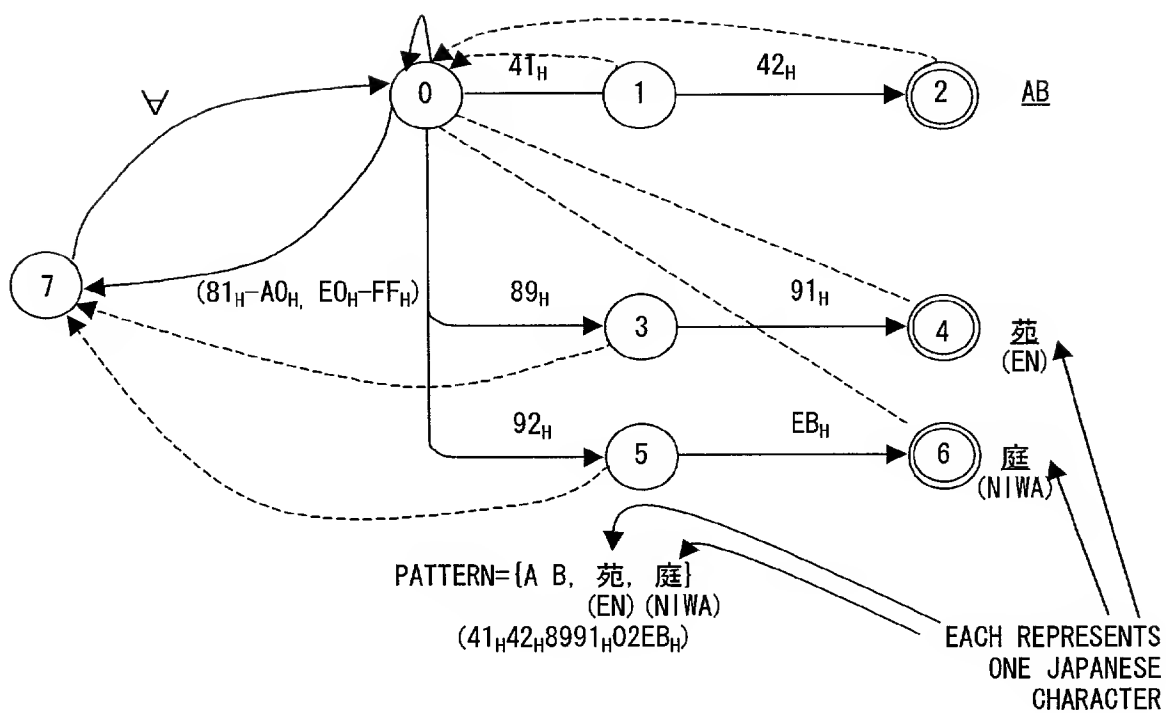 ∀
0
41H
1
42H
2
AB
7
(81H-A0H, E0H-FFH)
89H
3
91H
4
苑
(EN)
92H
5
EBH
6
庭
(NIWA)
PATTERN={A B, 苑, 庭}
(EN) (NIWA)
(41H42H8991H02EBH)
EACH REPRESENTS
ONE JAPANESE
CHARACTER